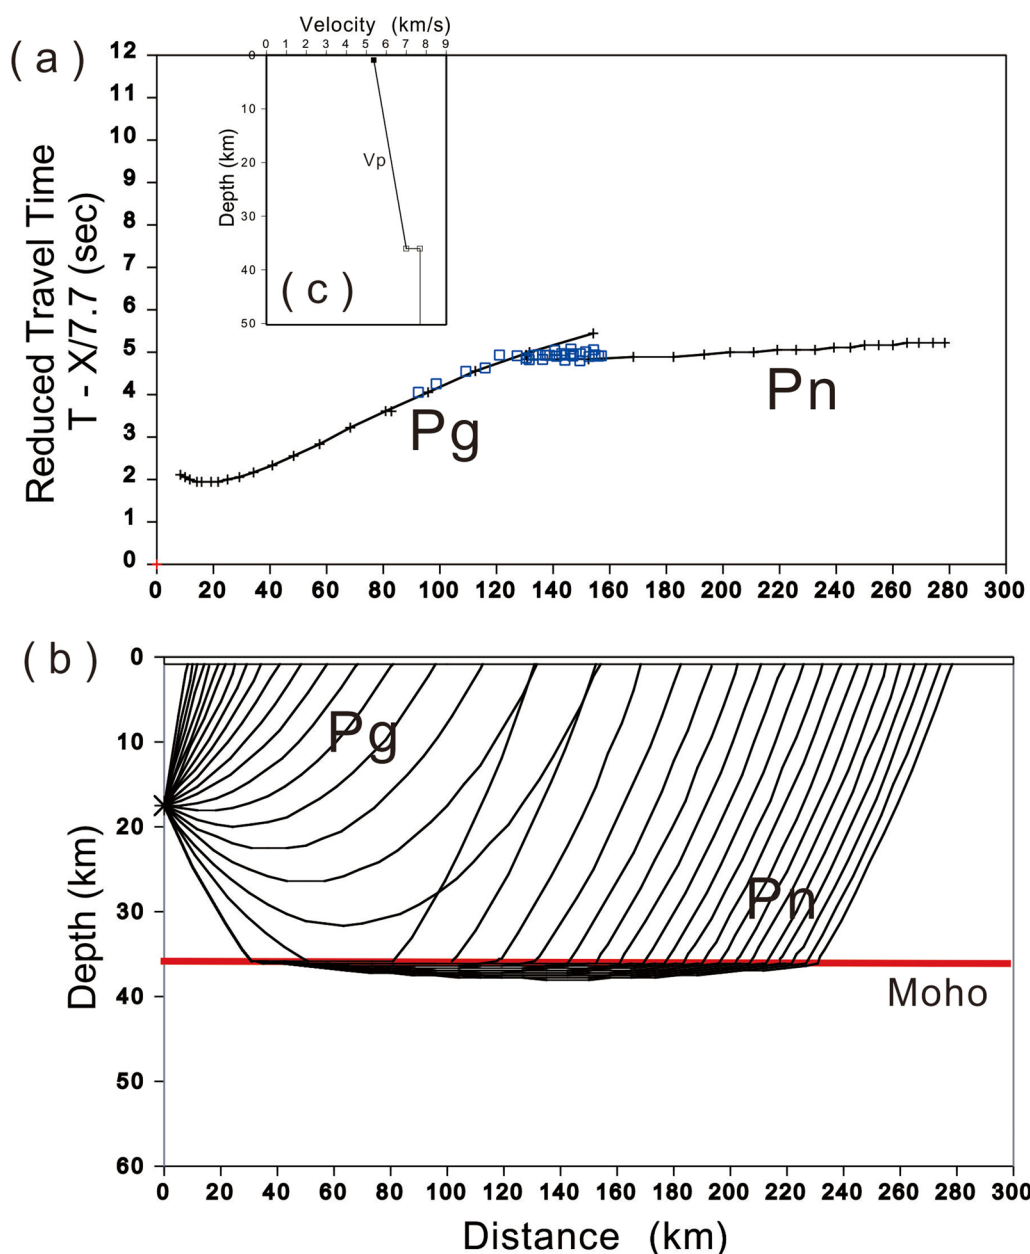 Velocity (km/s)
( a )
0 1 2 3 4 5 6 7 8 9
12
11
10
9
8
7
6
5
4
3
2
1
0
Reduced Travel Time
T - X/7.7 (sec)
0
10
20
30
40
50
Depth (km)
Vp
( c )
Pg
Pn
0 20 40 60 80 100 120 140 160 180 200 220 240 260 280 300
( b )
0
10
20
30
40
50
60
Depth (km)
Pg
Pn
Moho
0 20 40 60 80 100 120 140 160 180 200 220 240 260 280 300
Distance (km)